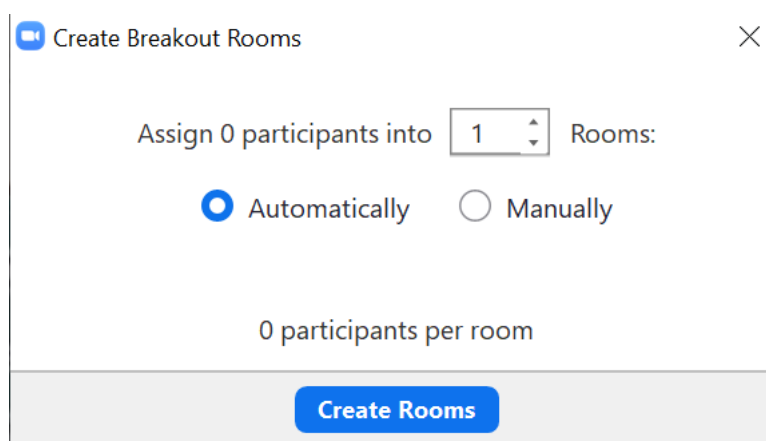 Create Breakout Rooms
Assign 0 participants into 1 Rooms:
Automatically Manually
0 participants per room
Create Rooms